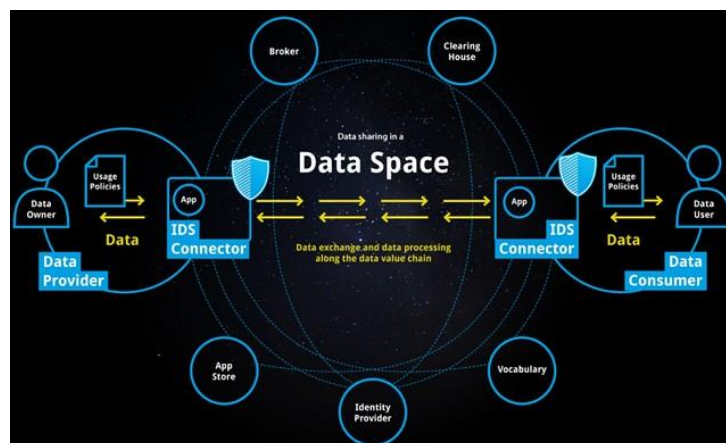 Broker
Clearing
House
Data sharing in a
Data Space
Data
Owner
Usage
Policies
Data
Data
Provider
App
IDS
Connector
Data exchange and data processing
along the data value chain
App
IDS
Connector
Usage
Policies
Data
Data
User
Data
Consumer
App
Store
Identity
Provider
Vocabulary